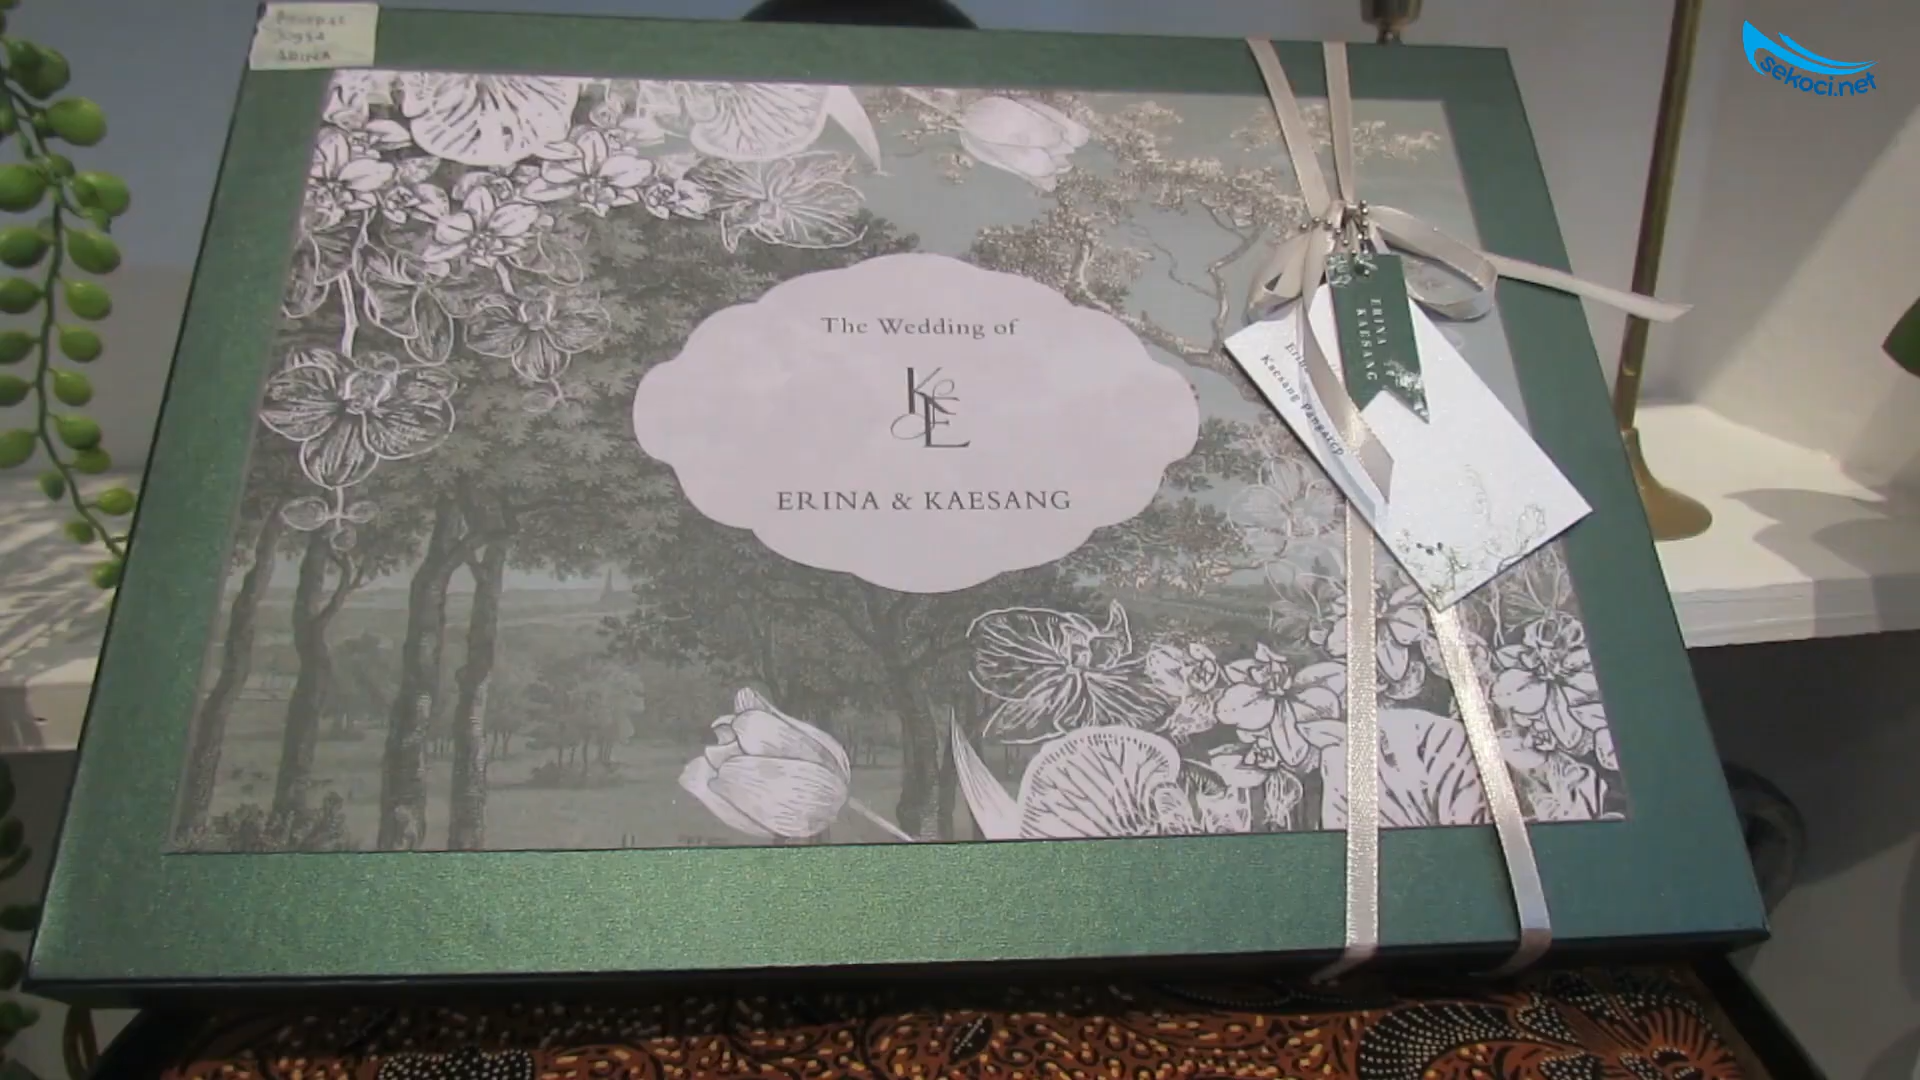 sekoci.net
The Wedding of
KE
ERINA & KAESANG
ERINA
KAESANG
Kaesang Pangarep